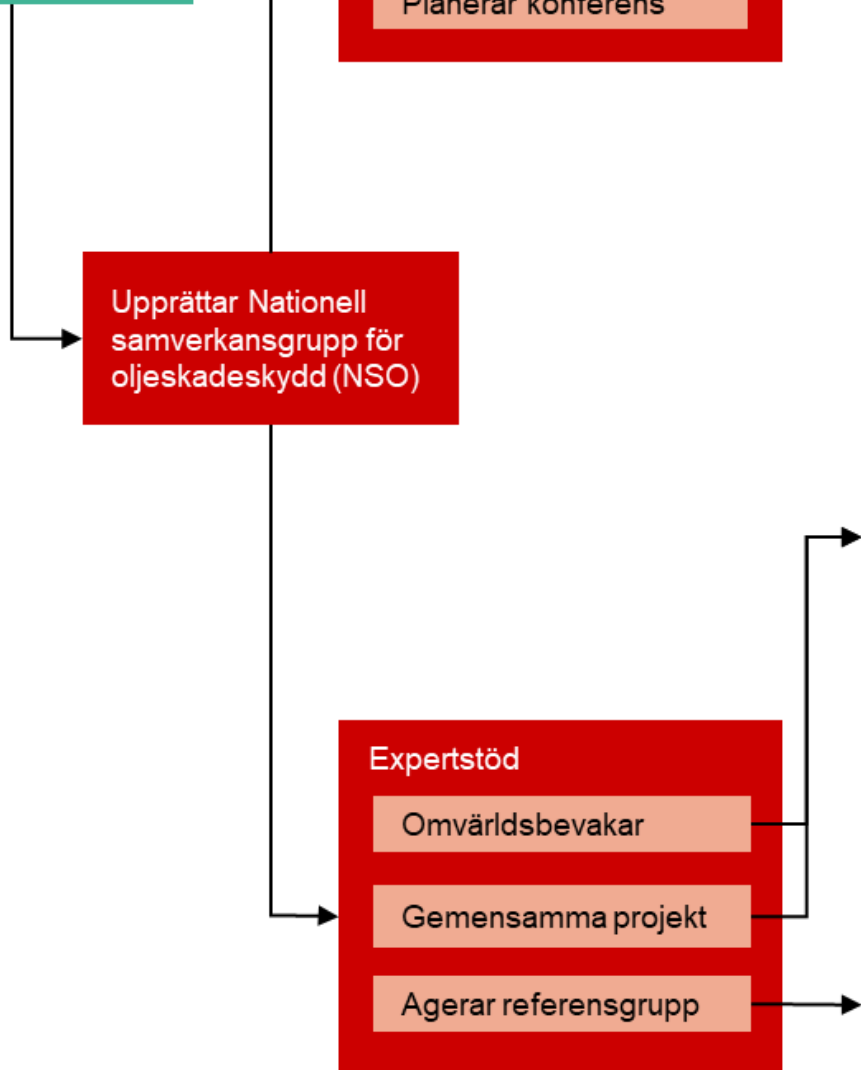 Planerar konferens
Upprättar Nationell
samverkansgrupp för
oljeskadeskydd (NSO)
Expertstöd
Omvärldsbevakar
Gemensamma projekt
Agerar referensgrupp